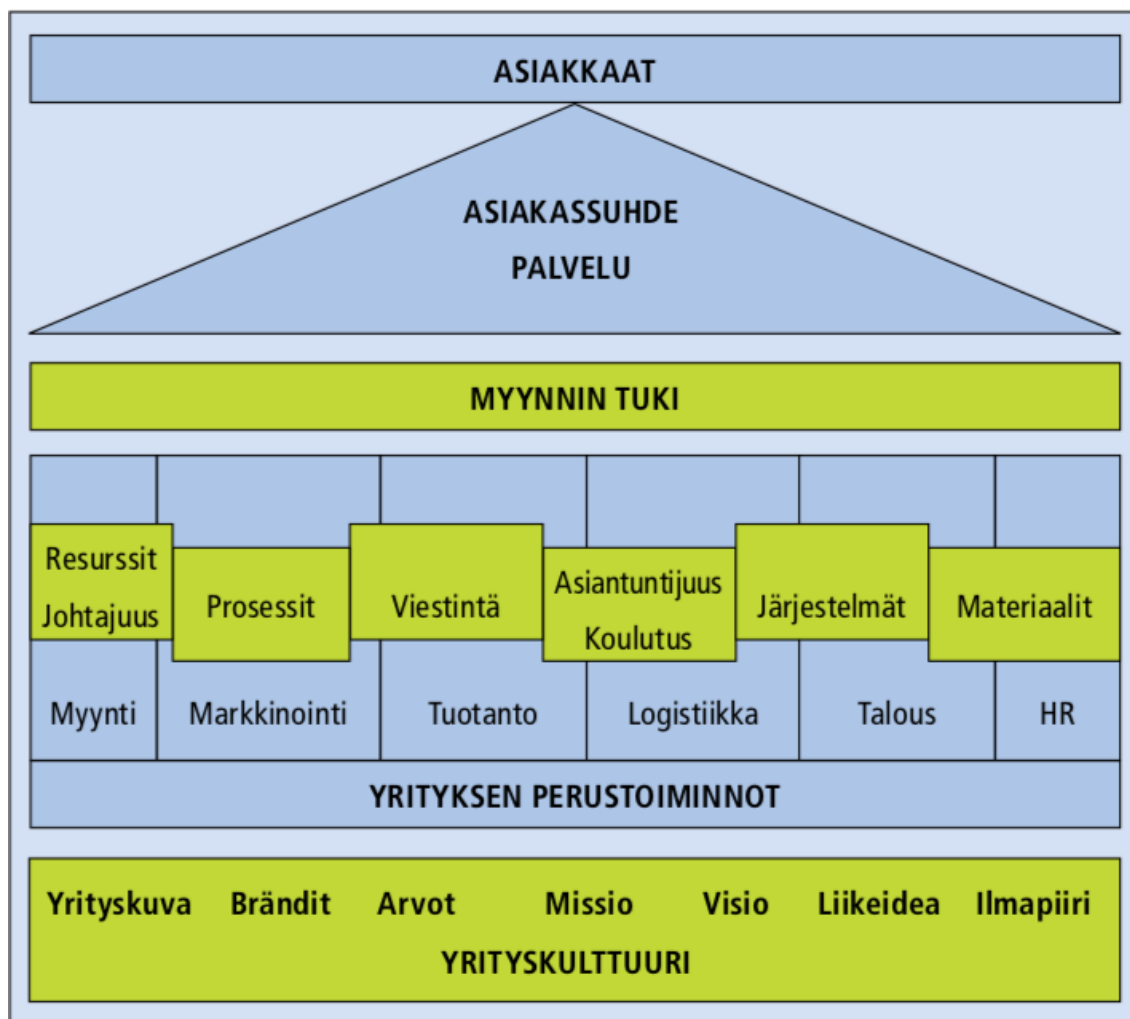 ASIAKKAAT
ASIAKASSUHDE
PALVELU
MYYNNIN TUKI
Resurssit
Johtajuus
Prosessit
Viestintä
Asiantuntijuus
Koulutus
Järjestelmät
Materiaalit
Myynti Markkinointi Tuotanto Logistiikka Talous HR
YRITYKSEN PERUSTOIMINNOT
Yrityskuva Brändit Arvot Missio Visio Liikeidea Ilmapiiri
YRITYSKULTTUURI